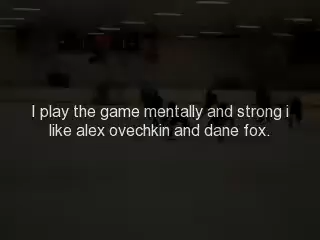 I play the game mentally and strong i
like alex ovechkin and dane fox.